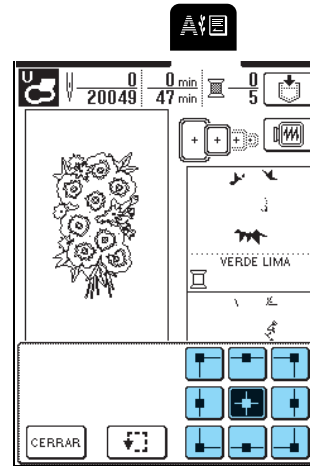 A
U
0 0 min 0
20049 47 min 5
VERDE LIMA
CERRAR